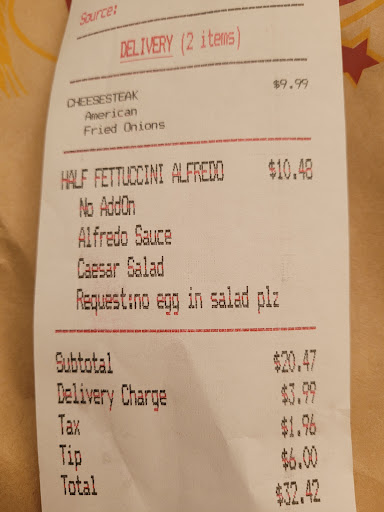 Source:
DELIVERY (2 items)
CHEESESTEAK $9.99
American
Fried Onions
HALF FETTUCCINI ALFREDO $10.48
No AddOn
Alfredo Sauce
Caesar Salad
Request:no egg in salad plz
Subtotal $20.47
Delivery Charge $3.99
Tax $1.96
Tip $6.00
Total $32.42